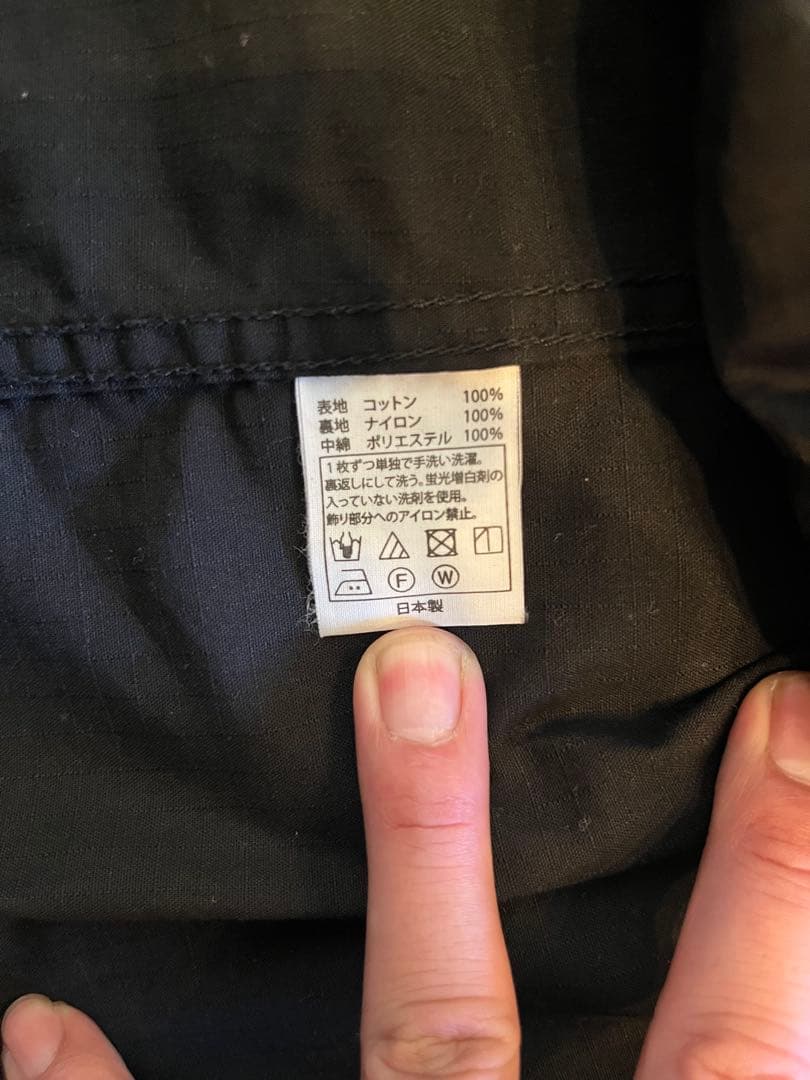 表地 コットン 100%
裏地 ナイロン 100%
中綿 ポリエステル 100%
1枚ずつ単独で手洗い洗濯。
裏返しにして洗う。蛍光増白剤の
入っていない洗剤を使用。
飾り部分へのアイロン禁止。
F W
日本製